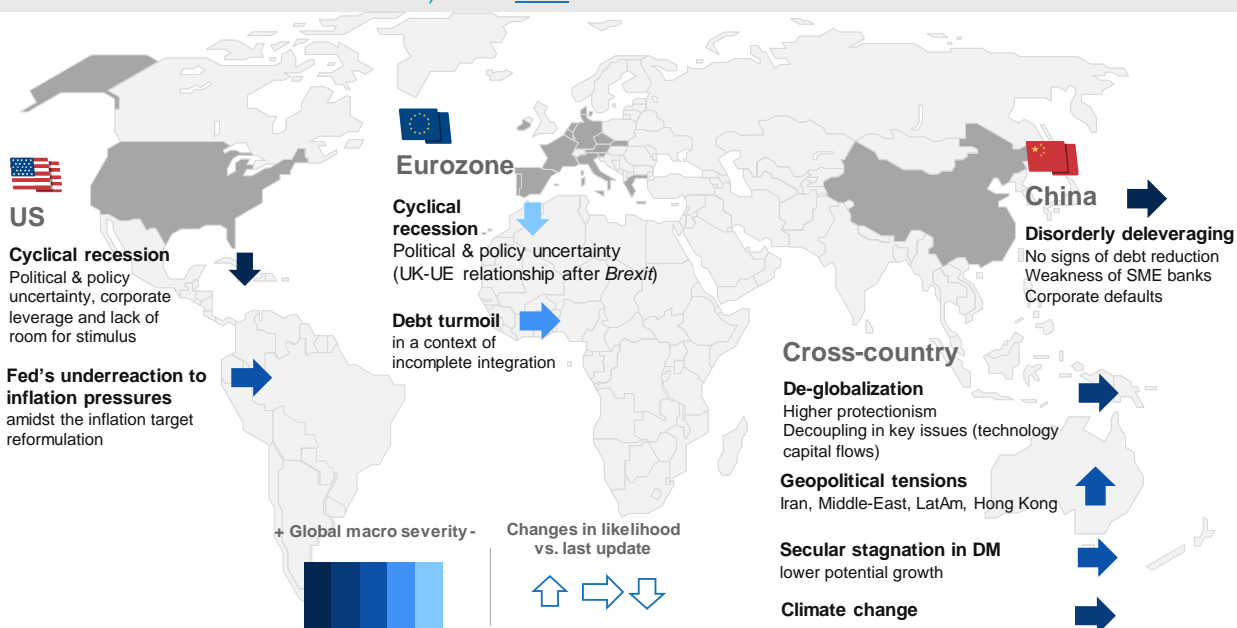 US
Cyclical recession
Political & policy
uncertainty, corporate
leverage and lack of
room for stimulus
Fed's underreaction to
inflation pressures
amidst the inflation target
reformulation
Eurozone
Cyclical
recession
Political & policy uncertainty
(UK-UE relationship after Brexit)
Debt turmoil
in a context of
incomplete integration
China
Disorderly deleveraging
No signs of debt reduction
Weakness of SME banks
Corporate defaults
Cross-country
De-globalization
Higher protectionism
Decoupling in key issues (technology
capital flows)
Geopolitical tensions
Iran, Middle-East, LatAm, Hong Kong
Secular stagnation in DM
lower potential growth
Climate change
+ Global macro severity -
Changes in likelihood
vs. last update